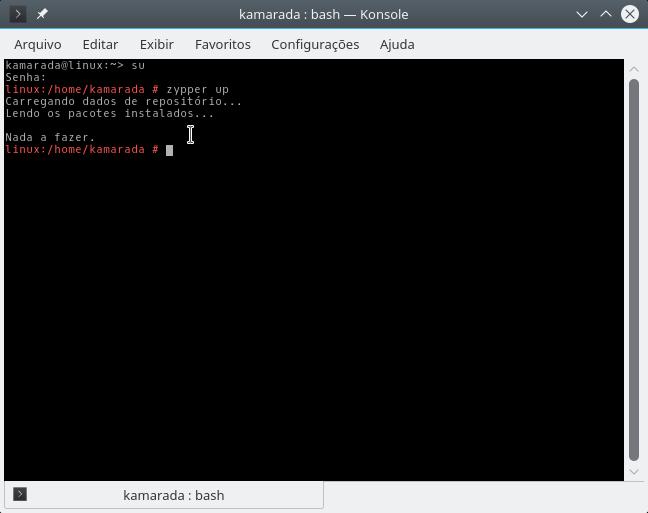 kamarada : bash — Konsole
Arquivo Editar Exibir Favoritos Configurações Ajuda
kamarada@linux:~> su
Senha:
linux:/home/kamarada # zypper up
Carregando dados de repositório...
Lendo os pacotes instalados...
Nada a fazer.
linux:/home/kamarada #
kamarada : bash